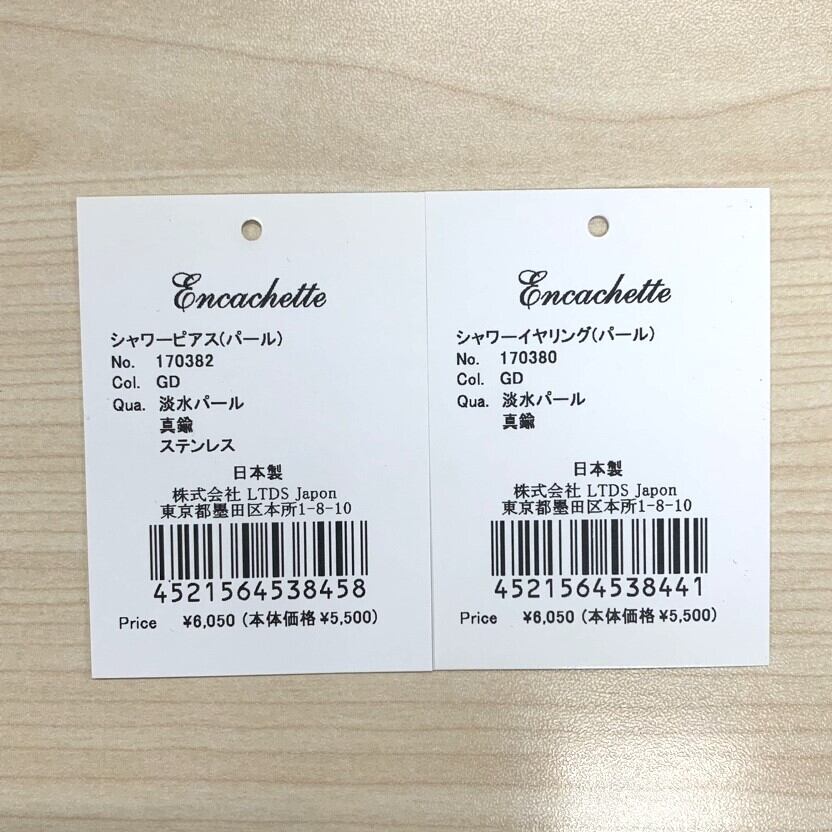 Encachette
シャワーピアス(パール)
No. 170382
Col. GD
Qua. 淡水パール
真鍮
ステンレス
日本製
株式会社 LTDS Japon
東京都墨田区本所1-8-10
4521564538458
Price ¥6,050 (本体価格¥5,500)
Encachette
シャワーイヤリング(パール)
No. 170380
Col. GD
Qua. 淡水パール
真鍮
日本製
株式会社 LTDS Japon
東京都墨田区本所1-8-10
4521564538441
Price ¥6,050 (本体価格¥5,500)